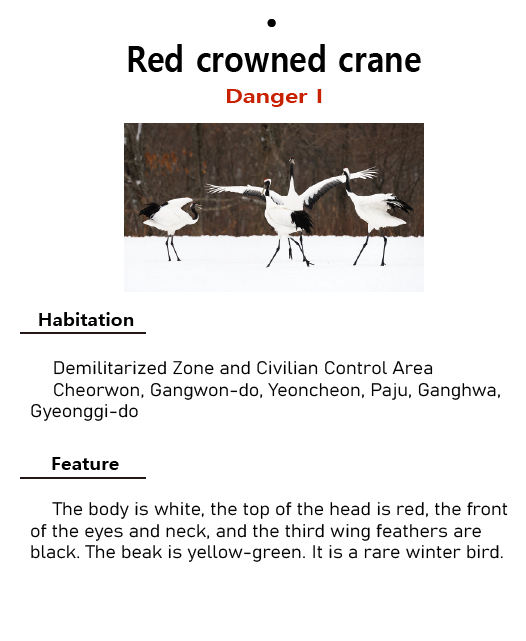 Red crowned crane
Danger I
Habitation
Demilitarized Zone and Civilian Control Area
Cheorwon, Gangwon-do, Yeoncheon, Paju, Ganghwa,
Gyeonggi-do
Feature
The body is white, the top of the head is red, the front
of the eyes and neck, and the third wing feathers are
black. The beak is yellow-green. It is a rare winter bird.